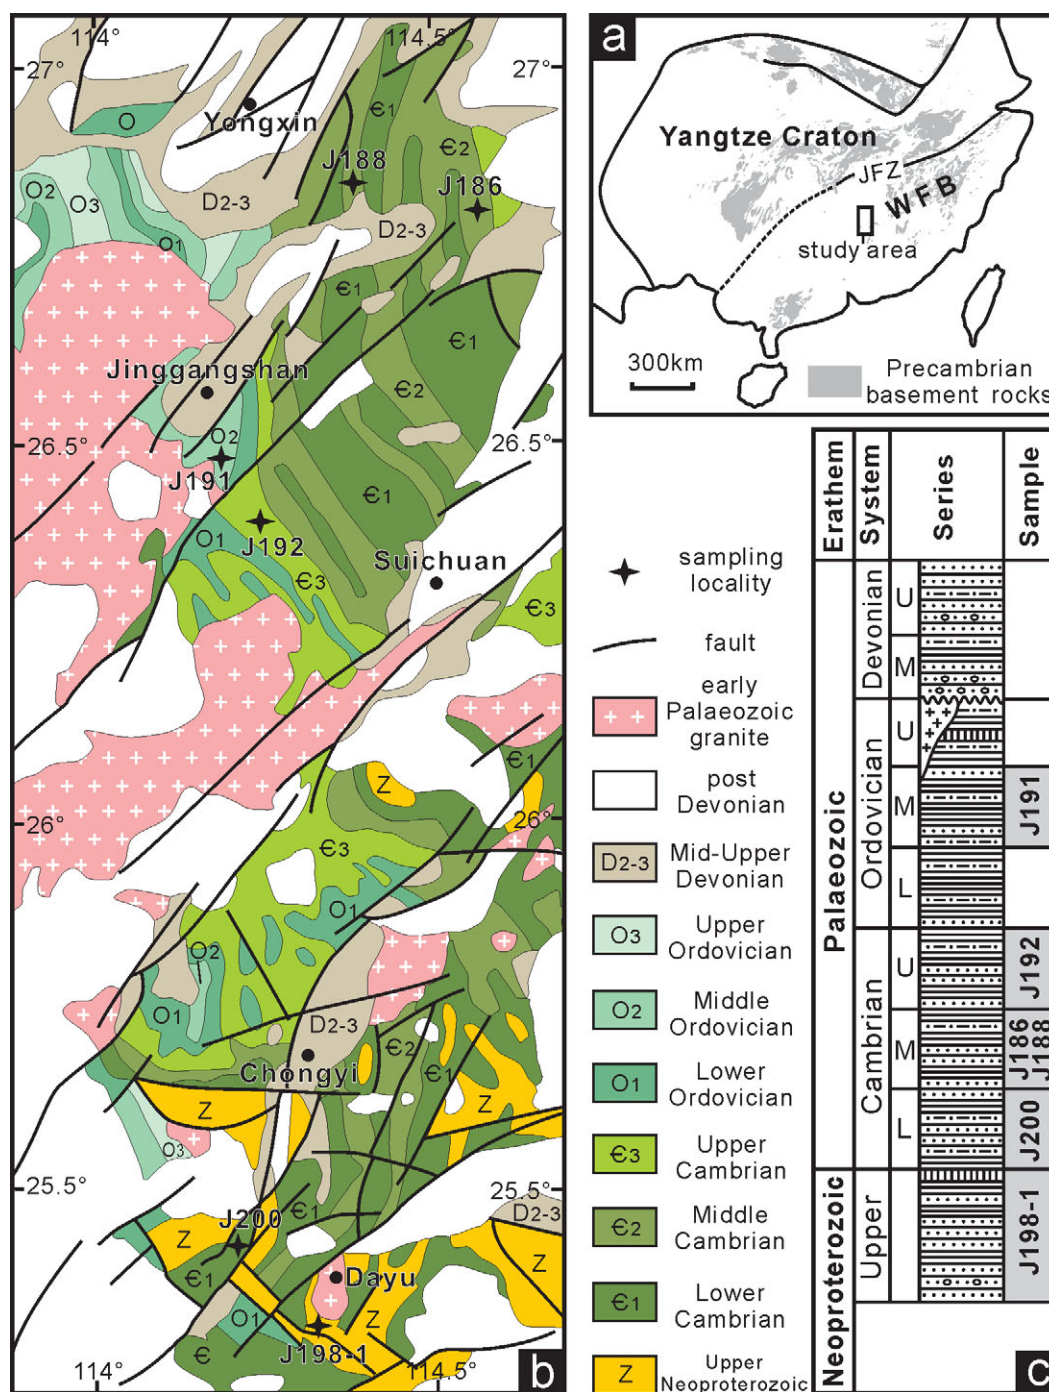 114°
114.5°
27°
27°
O
Yongxin
Є1
Є2
J188
J186
O2
O3
D2-3
D2-3
O1
Є1
Є1
Jinggangshan
Є2
O2
26.5°
26.5°
J191
Є1
O1
J192
Suichuan
Є3
Є3
Є1
Z
26°
26°
Є3
O1
O2
O1
D2-3
Є2
Chongyi
Є1
Z
Z
O3
25.5°
25.5°
Є1
D2-3
J200
Z
Z
Є1
Dayu
O1
Z
J198-1
Є
114°
114.5°
b
a
Yangtze Craton
JFZ
WFB
study area
300km
Precambrian
basement rocks
sampling
locality
fault
early
Palaeozoic
granite
post
Devonian
D2-3
Mid-Upper
Devonian
O3
Upper
Ordovician
O2
Middle
Ordovician
O1
Lower
Ordovician
Є3
Upper
Cambrian
Є2
Middle
Cambrian
Є1
Lower
Cambrian
Z
Upper
Neoproterozoic
Erathem
System
Series
Sample
Palaeozoic
Devonian
U
M
Ordovician
U
M
J191
L
Cambrian
U
J192
M
J186
J188
L
J200
Neoproterozoic
Upper
J198-1
c